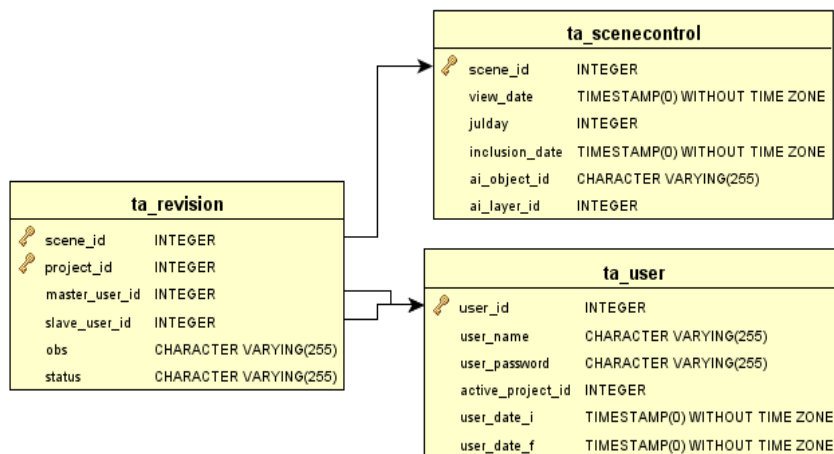 ta_scenecontrol
scene_id INTEGER
view_date TIMESTAMP(0) WITHOUT TIME ZONE
julday INTEGER
inclusion_date TIMESTAMP(0) WITHOUT TIME ZONE
ai_object_id CHARACTER VARYING(255)
ai_layer_id INTEGER
ta_revision
scene_id INTEGER
project_id INTEGER
master_user_id INTEGER
slave_user_id INTEGER
obs CHARACTER VARYING(255)
status CHARACTER VARYING(255)
ta_user
user_id INTEGER
user_name CHARACTER VARYING(255)
user_password CHARACTER VARYING(255)
active_project_id INTEGER
user_date_i TIMESTAMP(0) WITHOUT TIME ZONE
user_date_f TIMESTAMP(0) WITHOUT TIME ZONE